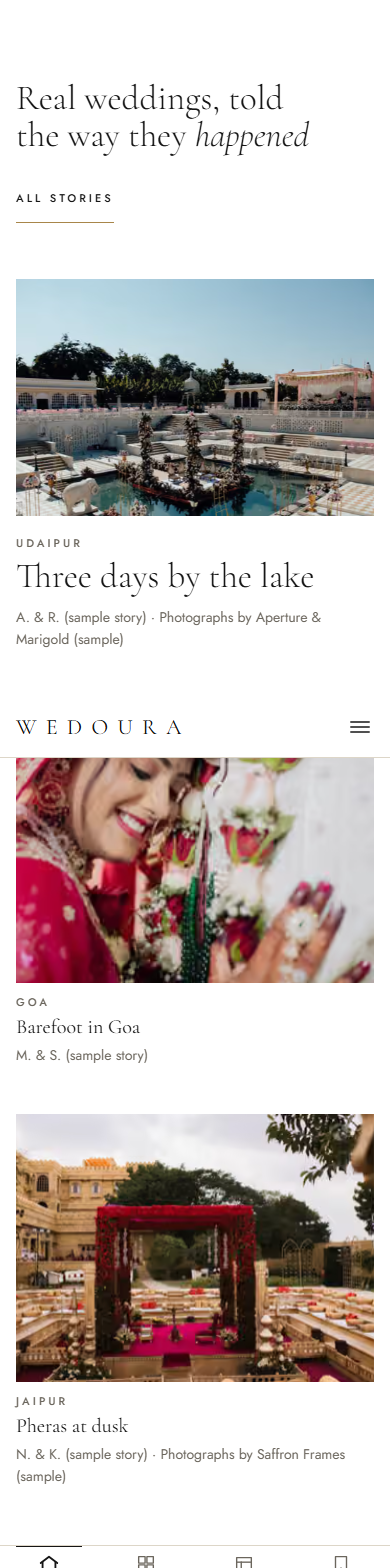 Real weddings, told
the way they happened
ALL STORIES
UDAIPUR
Three days by the lake
A. & R. (sample story) · Photographs by Aperture &
Marigold (sample)
WEDOURA
GOA
Barefoot in Goa
M. & S. (sample story)
JAIPUR
Pheras at dusk
N. & K. (sample story) · Photographs by Saffron Frames
(sample)